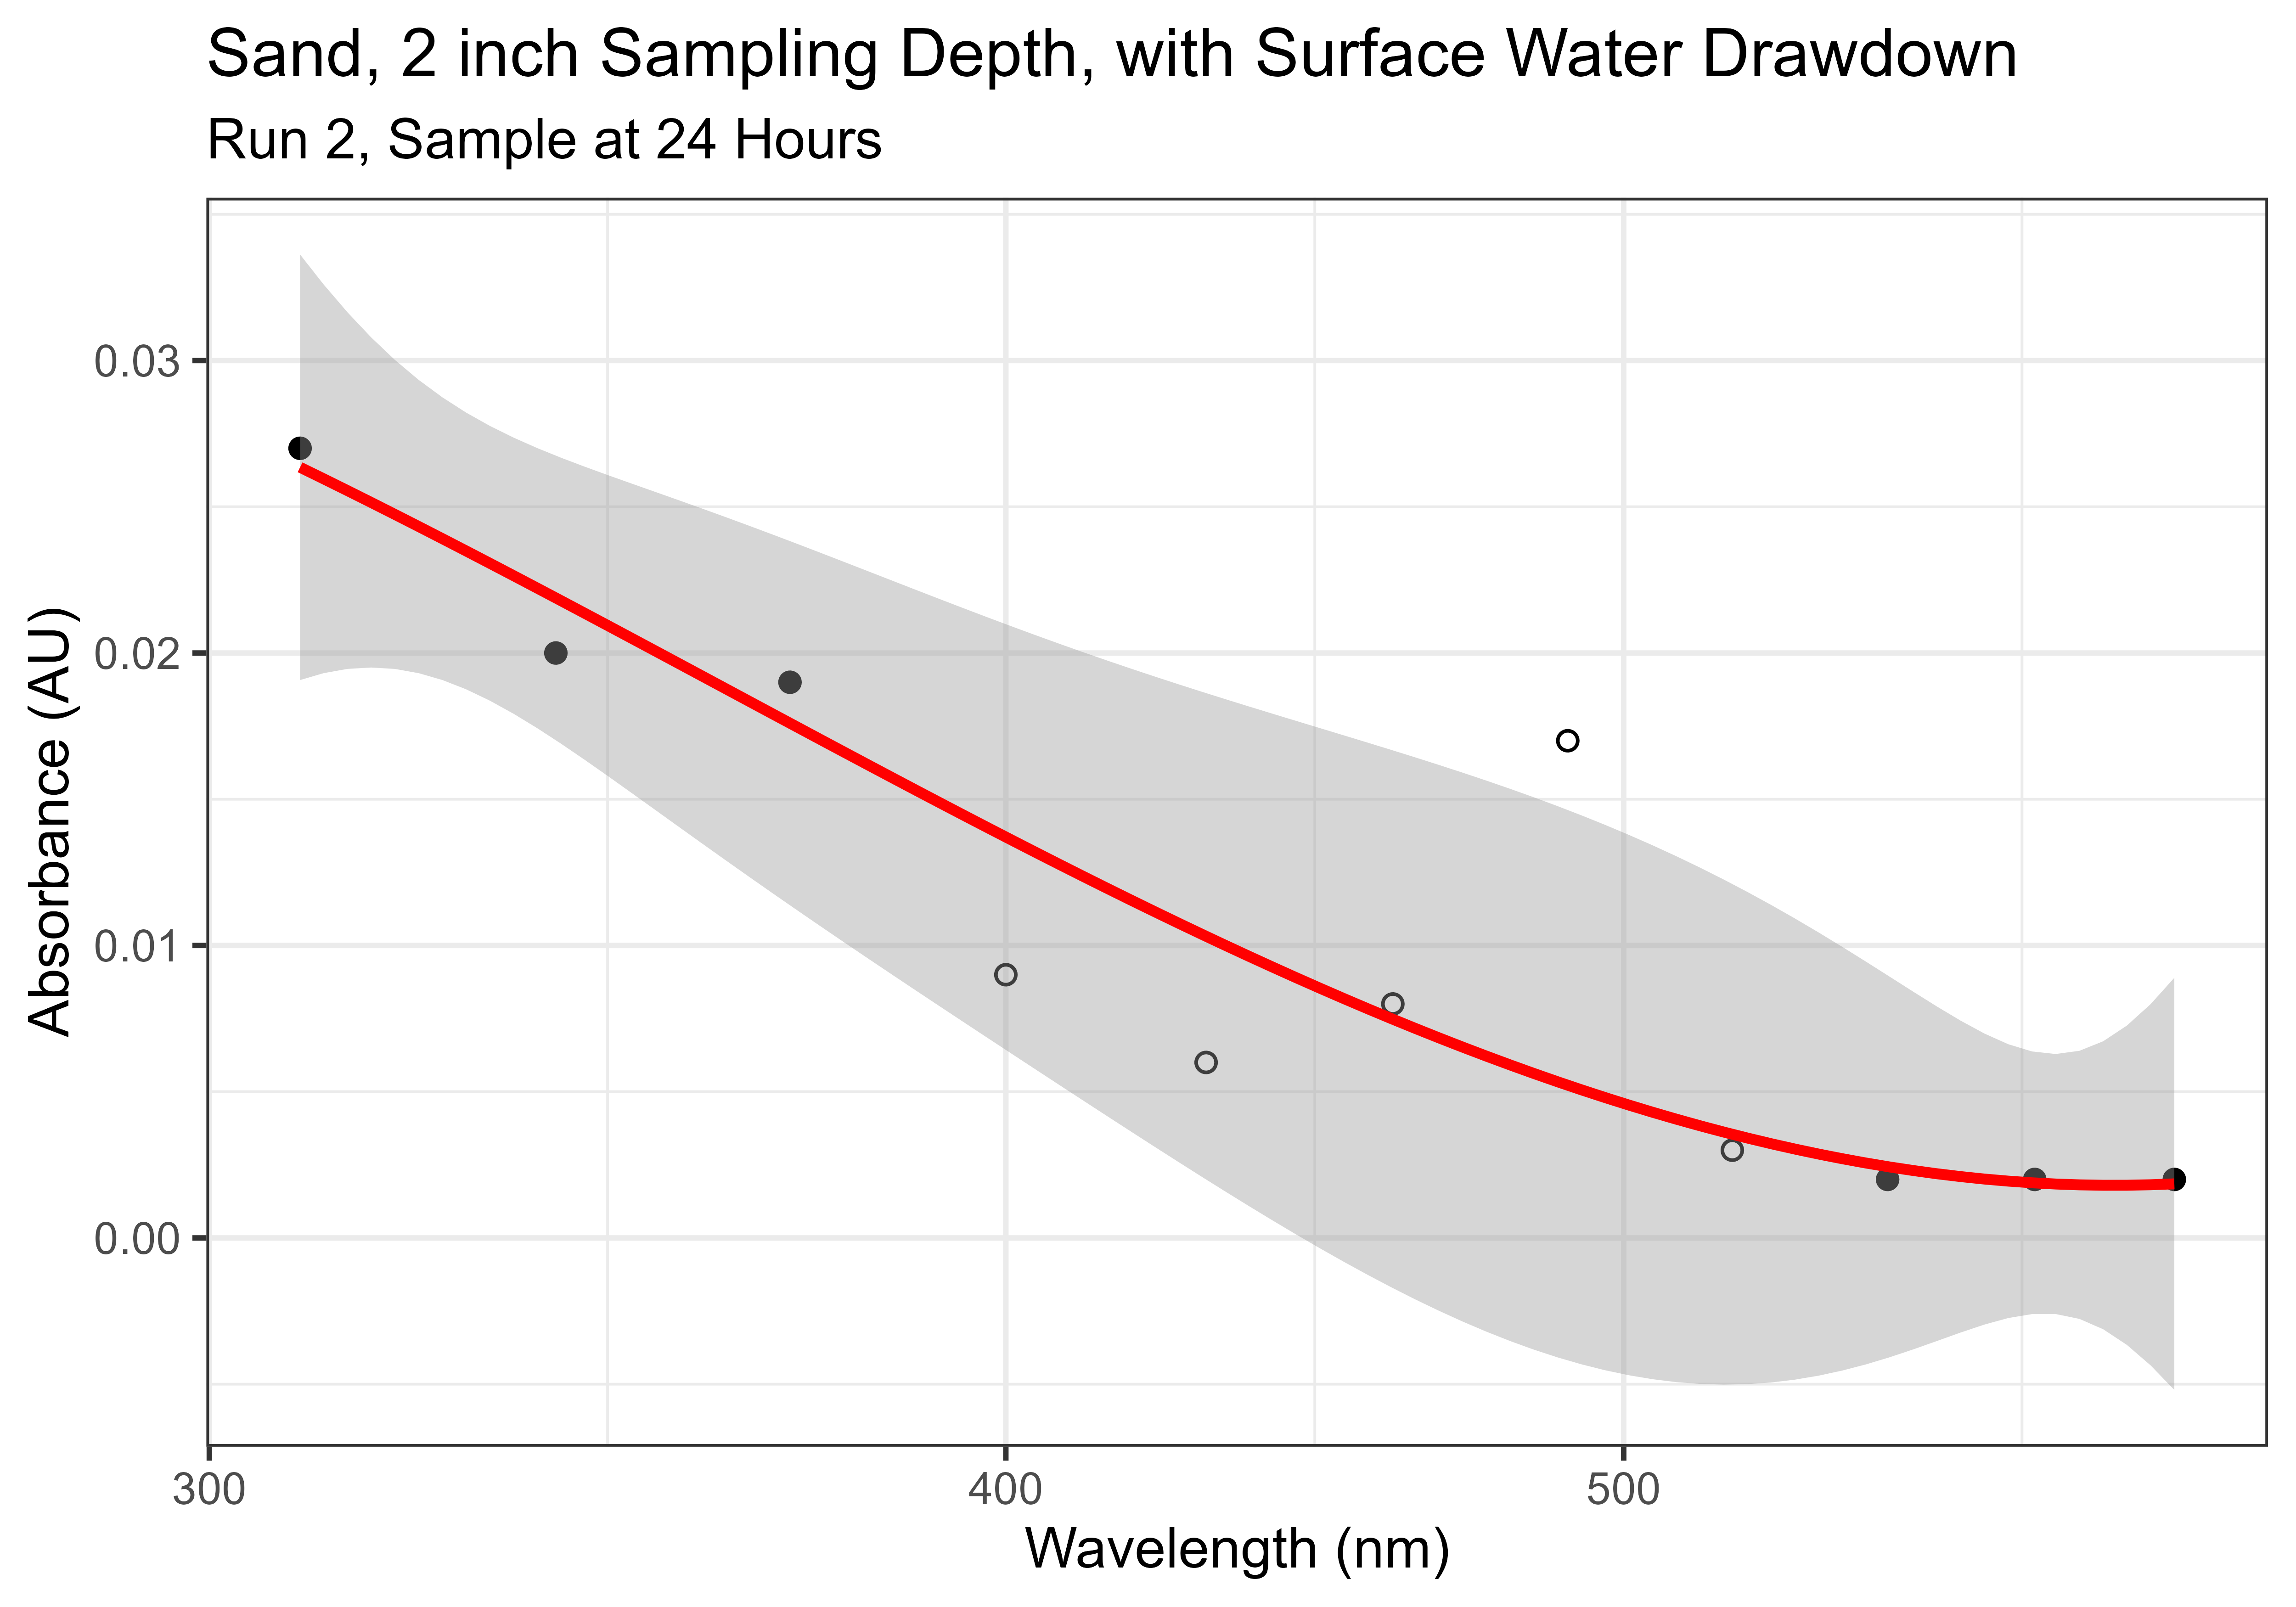 Sand, 2 inch Sampling Depth, with Surface Water Drawdown
Run 2, Sample at 24 Hours
Absorbance (AU)
0.03
0.02
0.01
0.00
300 400 500
Wavelength (nm)